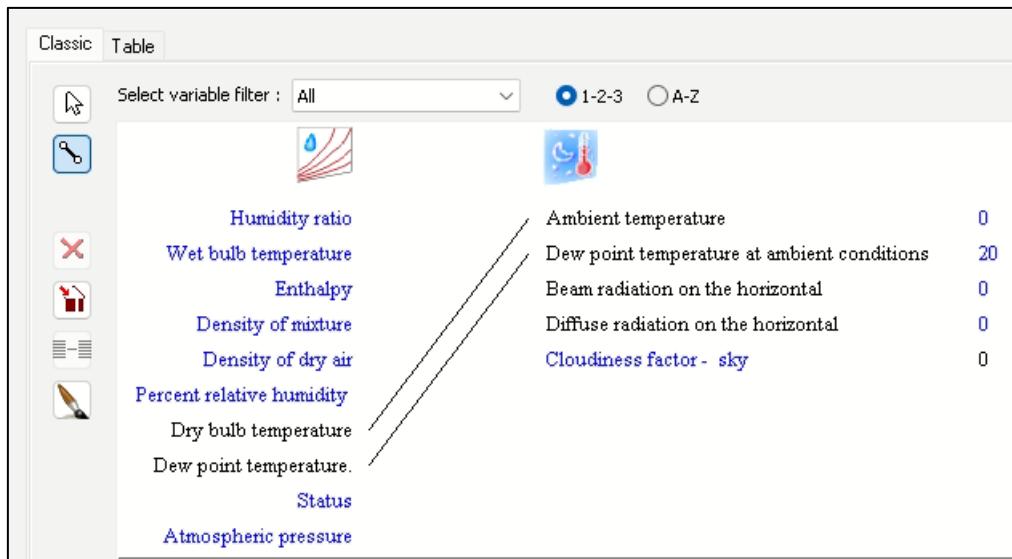 Classic Table
Select variable filter : All 1-2-3 A-Z
Humidity ratio Ambient temperature 0
Wet bulb temperature Dew point temperature at ambient conditions 20
Enthalpy Beam radiation on the horizontal 0
Density of mixture Diffuse radiation on the horizontal 0
Density of dry air Cloudiness factor - sky 0
Percent relative humidity
Dry bulb temperature
Dew point temperature.
Status
Atmospheric pressure